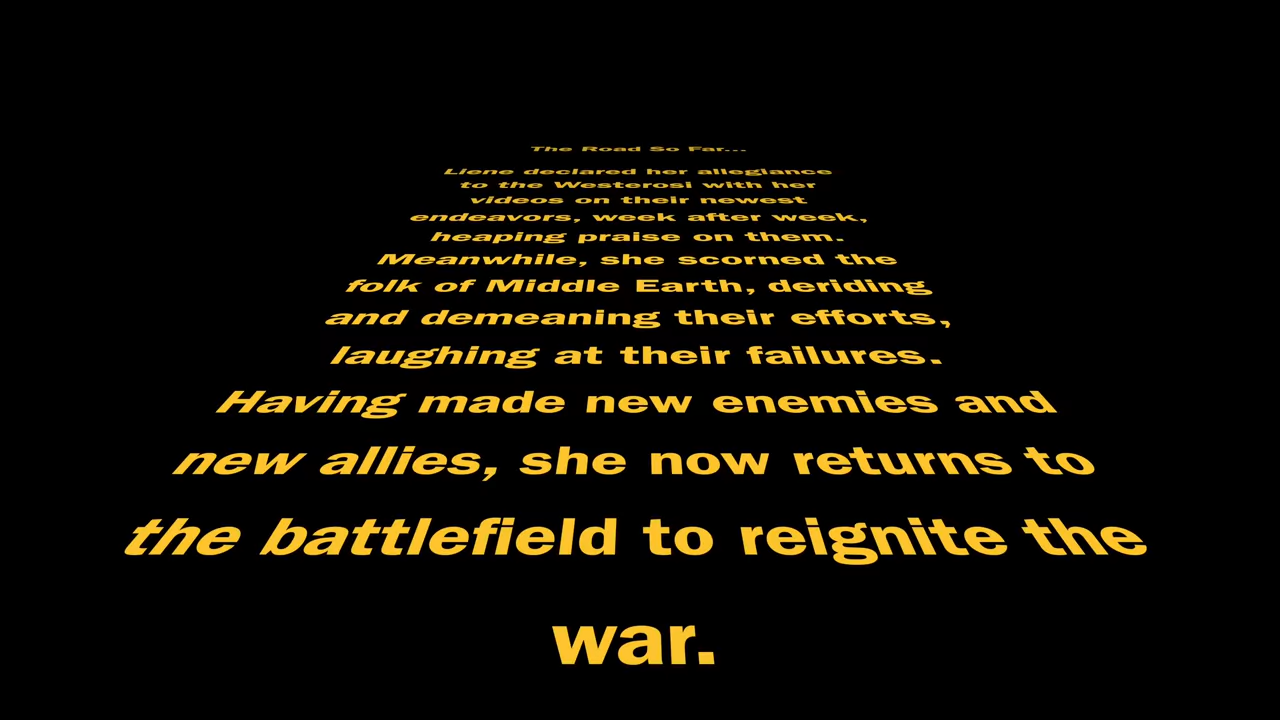 The Road So Far...
Liene declared her allegiance
to the Westerosi with her
videos on their newest
endeavors, week after week,
heaping praise on them.
Meanwhile, she scorned the
folk of Middle Earth, deriding
and demeaning their efforts,
laughing at their failures.
Having made new enemies and
new allies, she now returns to
the battlefield to reignite the
war.